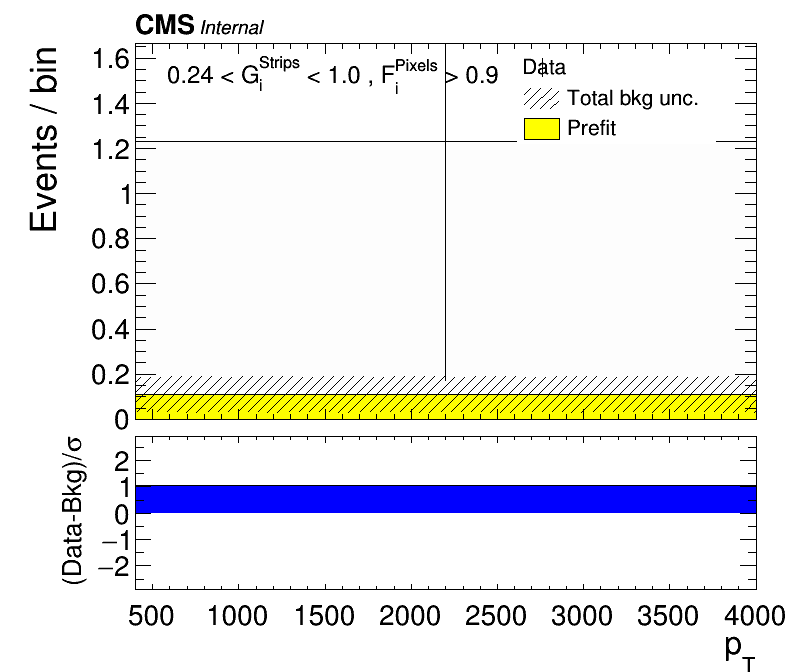 CMS Internal
0.24 < G_i^Strips < 1.0 , F_i^Pixels > 0.9
Data
Total bkg unc.
Prefit
Events / bin
1.6
1.4
1.2
1
0.8
0.6
0.4
0.2
0
(Data-Bkg)/σ
2
1
0
−1
−2
500 1000 1500 2000 2500 3000 3500 4000
p_T